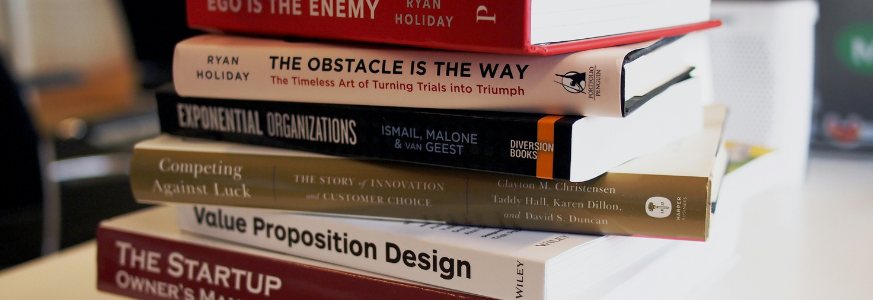 EGO IS THE ENEMY
RYAN
HOLIDAY
P
RYAN
HOLIDAY
THE OBSTACLE IS THE WAY
The Timeless Art of Turning Trials into Triumph
PORTFOLIO
PENGUIN
EXPONENTIAL ORGANIZATIONS
ISMAIL, MALONE
& VAN GEEST
DIVERSION
BOOKS
Competing
Against Luck
THE STORY of INNOVATION
and CUSTOMER CHOICE
Clayton M. Christensen
Taddy Hall, Karen Dillon,
and David S. Duncan
HARPER
Value Proposition Design
WILEY
THE STARTUP
OWNER'S MA